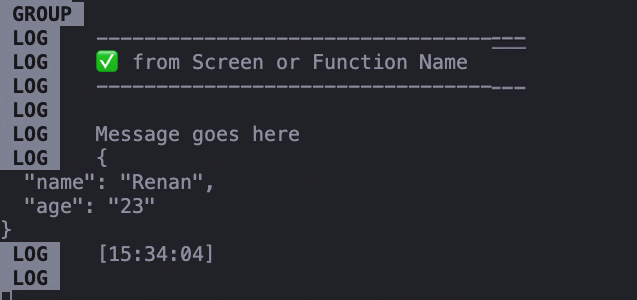 GROUP
LOG ------------------------------------
LOG ✅ from Screen or Function Name
LOG ------------------------------------
LOG
LOG Message goes here
LOG {
"name": "Renan",
"age": "23"
}
LOG [15:34:04]
LOG